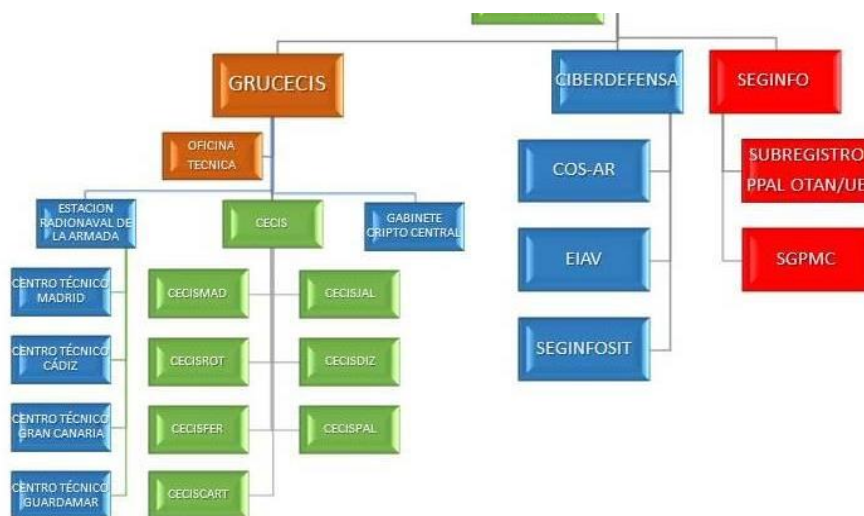 GRUCECIS
CIBERDEFENSA
SEGINFO
OFICINA
TECNICA
ESTACION
RADIONAVAL DE
LA ARMADA
CECIS
GABINETE
CRIPTO CENTRAL
COS-AR
SUBREGISTRO
PPAL OTAN/UE
CENTRO TÉCNICO
MADRID
CECISMAD
CECISJAL
EIAV
SGPMC
CENTRO TÉCNICO
CÁDIZ
CECISROT
CECISDIZ
SEGINFOSIT
CENTRO TÉCNICO
GRAN CANARIA
CECISFER
CECISPAL
CENTRO TÉCNICO
GUARDAMAR
CECISCART